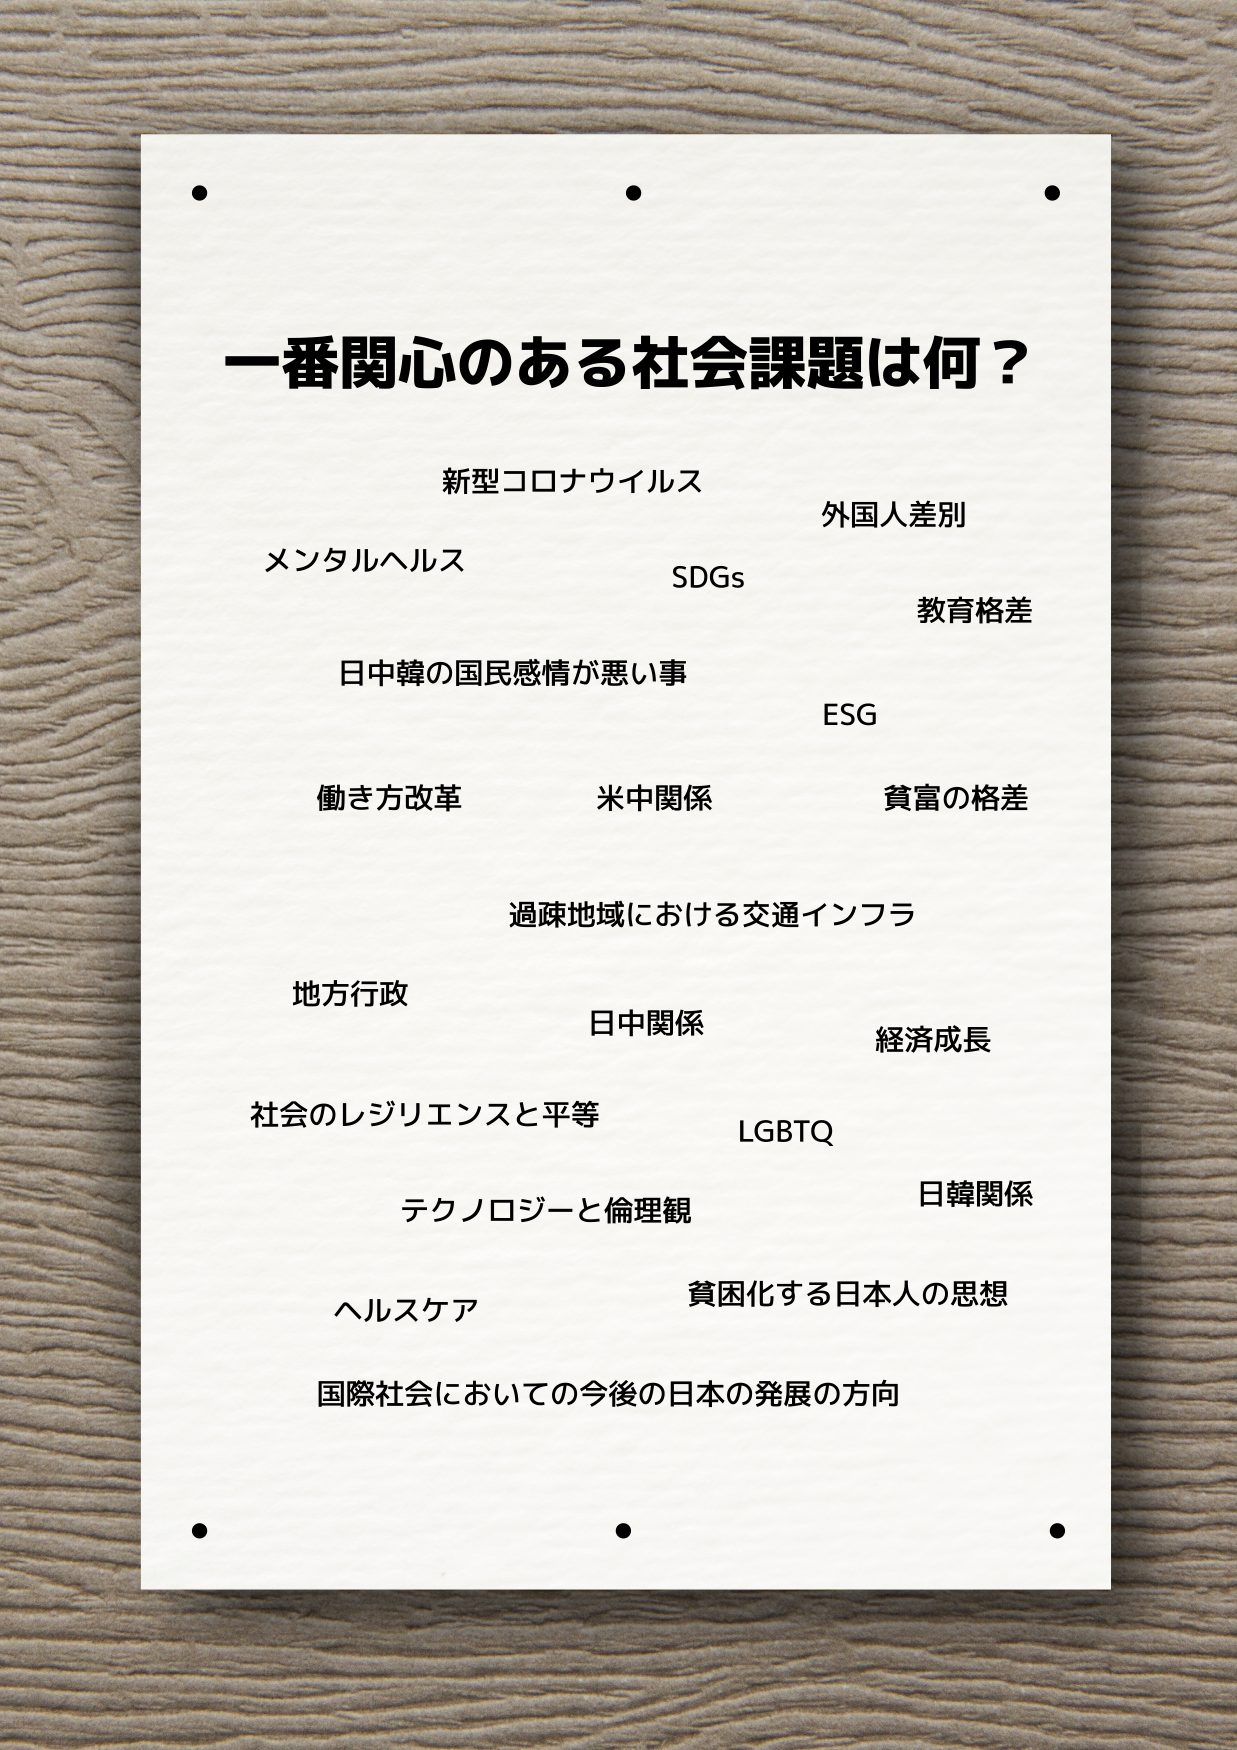 一番関心のある社会課題は何？
新型コロナウイルス
外国人差別
メンタルヘルス
SDGs
教育格差
日中韓の国民感情が悪い事
ESG
働き方改革
米中関係
貧富の格差
過疎地域における交通インフラ
地方行政
日中関係
経済成長
社会のレジリエンスと平等
LGBTQ
日韓関係
テクノロジーと倫理観
貧困化する日本人の思想
ヘルスケア
国際社会においての今後の日本の発展の方向